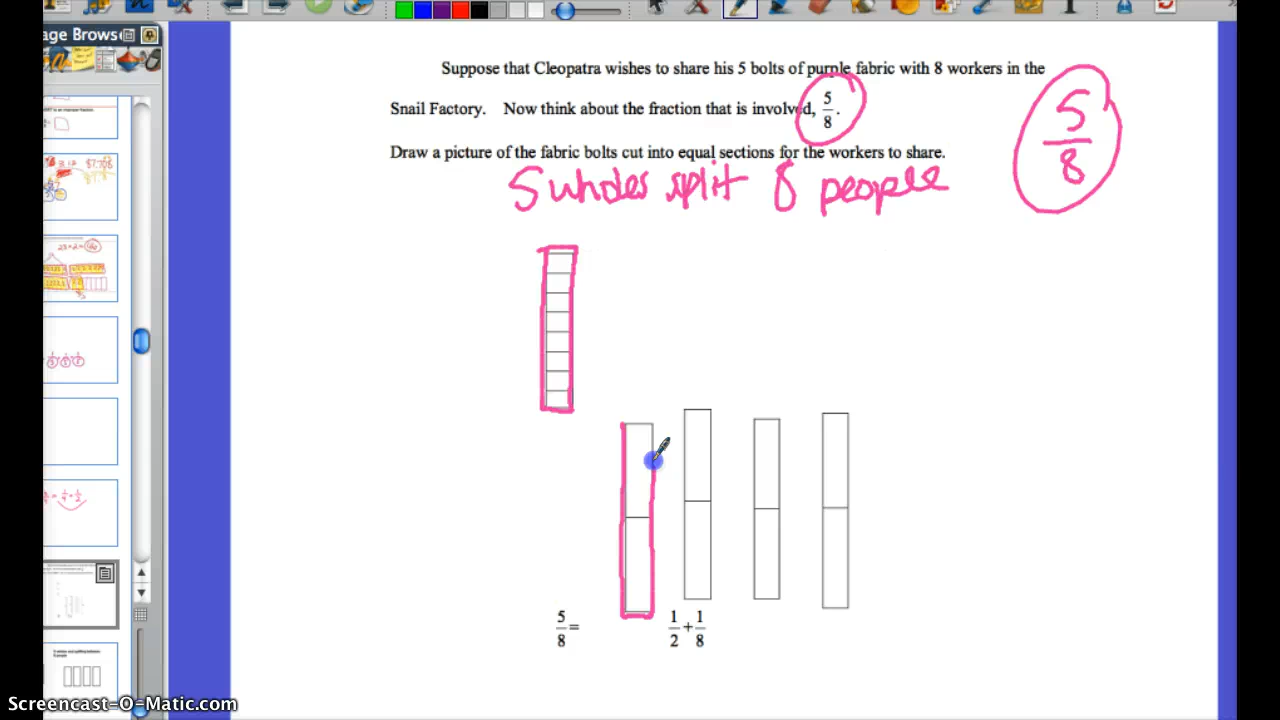 age Brows
Suppose that Cleopatra wishes to share his 5 bolts of purple fabric with 8 workers in the
Snail Factory. Now think about the fraction that is involved, 5/8.
Draw a picture of the fabric bolts cut into equal sections for the workers to share.
5 wholes split 8 people
5/8
5/8 = 1/2 + 1/8
Screencast-O-Matic.com